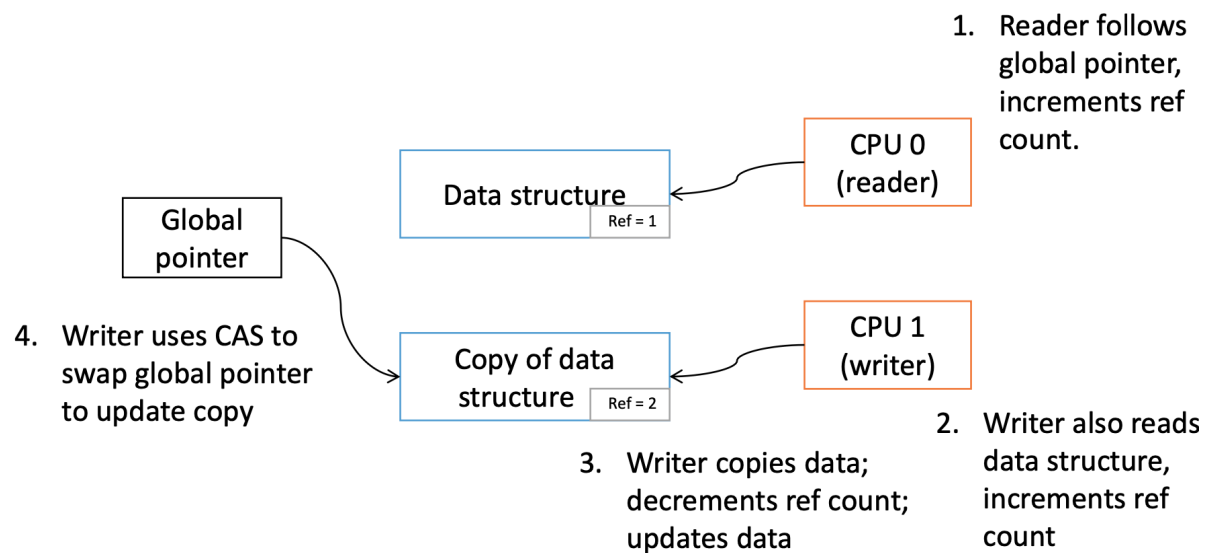 1. Reader follows
global pointer,
increments ref
count.
CPU 0
(reader)
Data structure
Ref = 1
Global
pointer
CPU 1
(writer)
4. Writer uses CAS to
swap global pointer
to update copy
Copy of data
structure
Ref = 2
2. Writer also reads
data structure,
increments ref
count
3. Writer copies data;
decrements ref count;
updates data